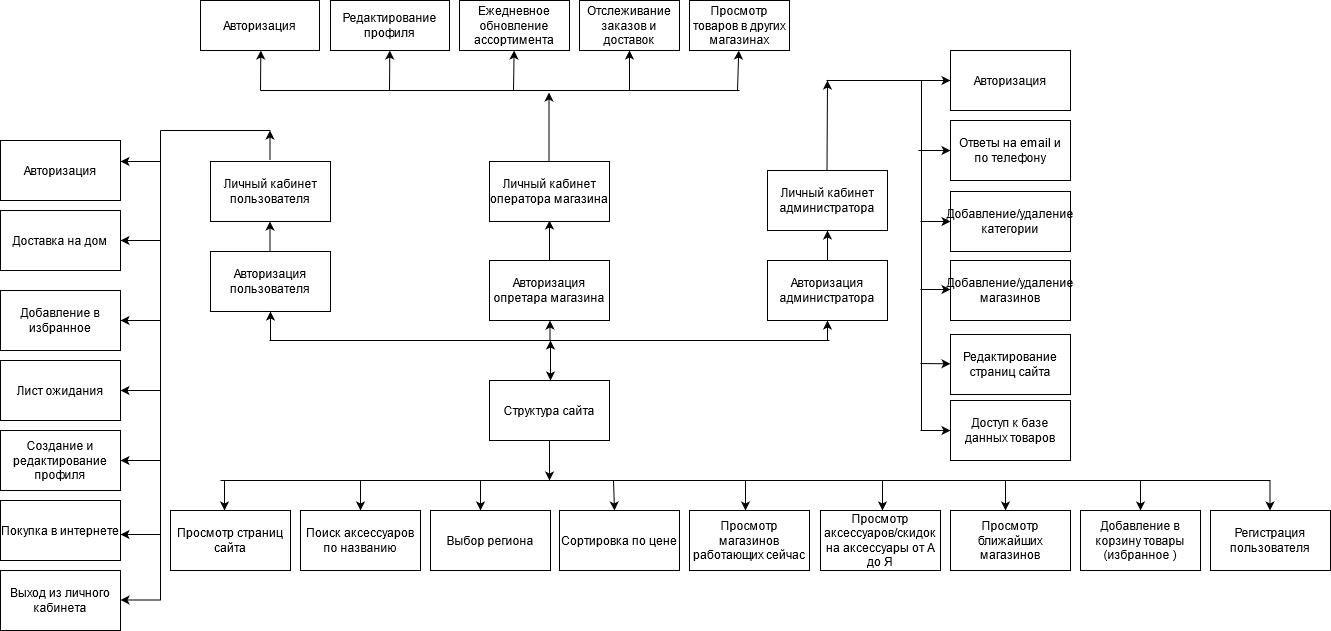 Авторизация
Редактирование
профиля
Ежедневное
обновление
ассортимента
Отслеживание
заказов и
доставок
Просмотр
товаров в других
магазинах
Авторизация
Доставка на дом
Добавление в
избранное
Лист ожидания
Создание и
редактирование
профиля
Покупка в интернете
Выход из личного
кабинета
Личный кабинет
пользователя
Авторизация
пользователя
Личный кабинет
оператора магазина
Авторизация
опретара магазина
Личный кабинет
администратора
Авторизация
администратора
Авторизация
Ответы на email и
по телефону
Добавление/удаление
категории
Добавление/удаление
магазинов
Редактирование
страниц сайта
Доступ к базе
данных товаров
Структура сайта
Просмотр страниц
сайта
Поиск аксессуаров
по названию
Выбор региона
Сортировка по цене
Просмотр
магазинов
работающих сейчас
Просмотр
аксессуаров/скидок
на аксессуары от А
до Я
Просмотр
ближайших
магазинов
Добавление в
корзину товары
(избранное )
Регистрация
пользователя